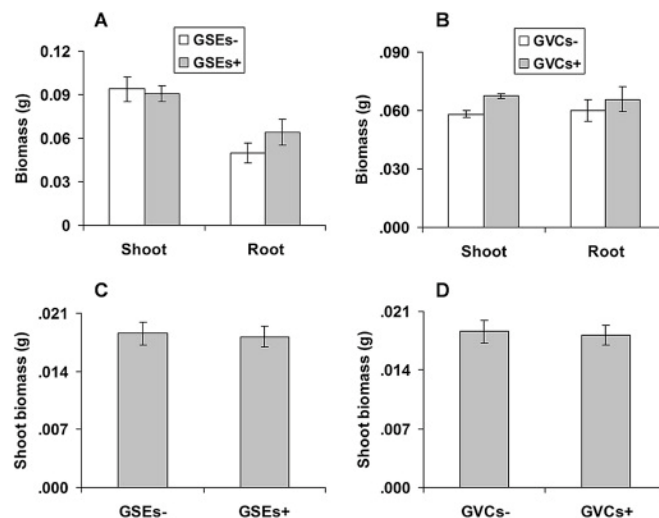 A
GSEs-
GSEs+
Biomass (g)
0.12
0.09
0.06
0.03
0
Shoot Root
B
GVCs-
GVCs+
Biomass (g)
.090
.060
.030
.000
Shoot Root
C
Shoot biomass (g)
.021
.014
.007
.000
GSEs- GSEs+
D
Shoot biomass (g)
.021
.014
.007
.000
GVCs- GVCs+